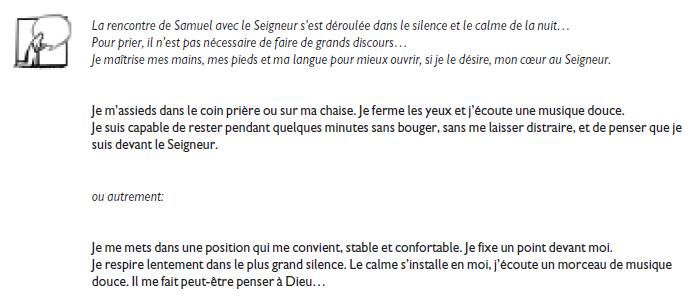 La rencontre de Samuel avec le Seigneur s'est déroulée dans le silence et le calme de la nuit…
Pour prier, il n'est pas nécessaire de faire de grands discours…
Je maîtrise mes mains, mes pieds et ma langue pour mieux ouvrir, si je le désire, mon cœur au Seigneur.
Je m'assieds dans le coin prière ou sur ma chaise. Je ferme les yeux et j'écoute une musique douce.
Je suis capable de rester pendant quelques minutes sans bouger, sans me laisser distraire, et de penser que je
suis devant le Seigneur.
ou autrement:
Je me mets dans une position qui me convient, stable et confortable. Je fixe un point devant moi.
Je respire lentement dans le plus grand silence. Le calme s'installe en moi, j'écoute un morceau de musique
douce. Il me fait peut-être penser à Dieu…